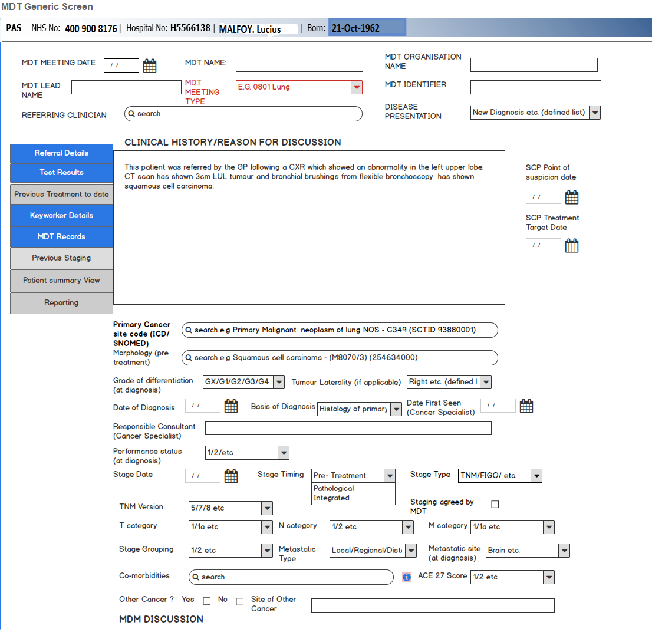 MDT Generic Screen
PAS NHS No: 400 900 8176 Hospital No: H5566138 MALFOY, Lucius Born: 21-Oct-1962
MDT MEETING DATE / / MDT NAME: MDT ORGANISATION NAME
MDT LEAD NAME MDT MEETING TYPE E.G. 0801 Lung MDT IDENTIFIER
REFERRING CLINICIAN search DISEASE PRESENTATION New Diagnosis etc. (defined list)
CLINICAL HISTORY/REASON FOR DISCUSSION
Referral Details
Test Results
Previous Treatment to date
Keyworker Details
MDT Records
Previous Staging
Patient summary View
Reporting
This patient was referred by the GP following a CXR which showed an abnormality in the left upper lobe.
CT scan has shown 3cm LUL tumour and bronchial brushings from flexible bronchoscopy has shown
squamous cell carcinoma.
SCP Point of
suspicion date
/ /
SCP Treatment
Target Date
/ /
Primary Cancer
site code (ICD/
SNOMED)
search e.g Primary Malignant neoplasm of lung NOS - C349 (SCTID 93880001)
Morphology (pre
treatment)
search e.g Squamous cell carcinoma - (M8070/3) (254634000)
Grade of differentiation
(at diagnosis)
GX/G1/G2/G3/G4 Tumour Laterality (if applicable) Right etc. (defined l
Date of Diagnosis / / Basis of Diagnosis Histology of primary Date First Seen
(Cancer Specialist) / /
Responsible Consultant
(Cancer Specialist)
Performance status
(at diagnosis)
1/2/etc
Stage Date / / Stage Timing Pre- Treatment Stage Type TNM/FIGO/ etc
Pathological
Integrated
TNM Version 6/7/8 etc Staging agreed by
MDT
T category 1/1a etc N category 1/2 etc M category 1/1a etc
Stage Grouping 1/2 etc Metastatic
Type Local/Regional/Dist Metastatic site
(at diagnosis) Brain etc.
Co-morbidities search i ACE 27 Score 1/2 etc
Other Cancer ? Yes No Site of Other
Cancer
MDM DISCUSSION